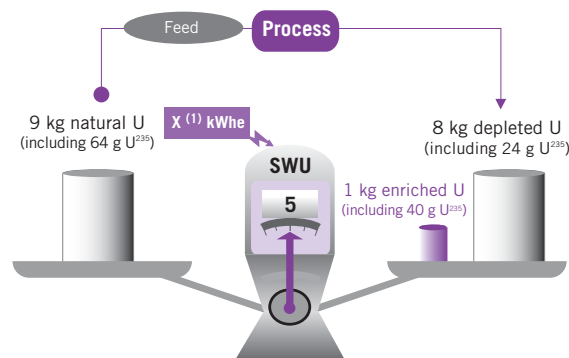 Feed
Process
9 kg natural U
(including 64 g U²³⁵)
X ⁽¹⁾ kWhe
SWU
5
8 kg depleted U
(including 24 g U²³⁵)
1 kg enriched U
(including 40 g U²³⁵)